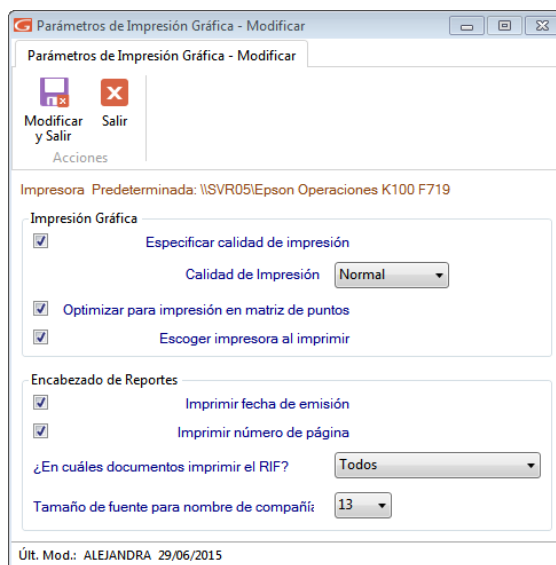 Parámetros de Impresión Gráfica - Modificar
Parámetros de Impresión Gráfica - Modificar
Modificar y Salir
Salir
Acciones
Impresora Predeterminada: \\SVR05\Epson Operaciones K100 F719
Impresión Gráfica
Especificar calidad de impresión
Calidad de Impresión Normal
Optimizar para impresión en matriz de puntos
Escoger impresora al imprimir
Encabezado de Reportes
Imprimir fecha de emisión
Imprimir número de página
¿En cuáles documentos imprimir el RIF? Todos
Tamaño de fuente para nombre de compañía 13
Últ. Mod.: ALEJANDRA 29/06/2015